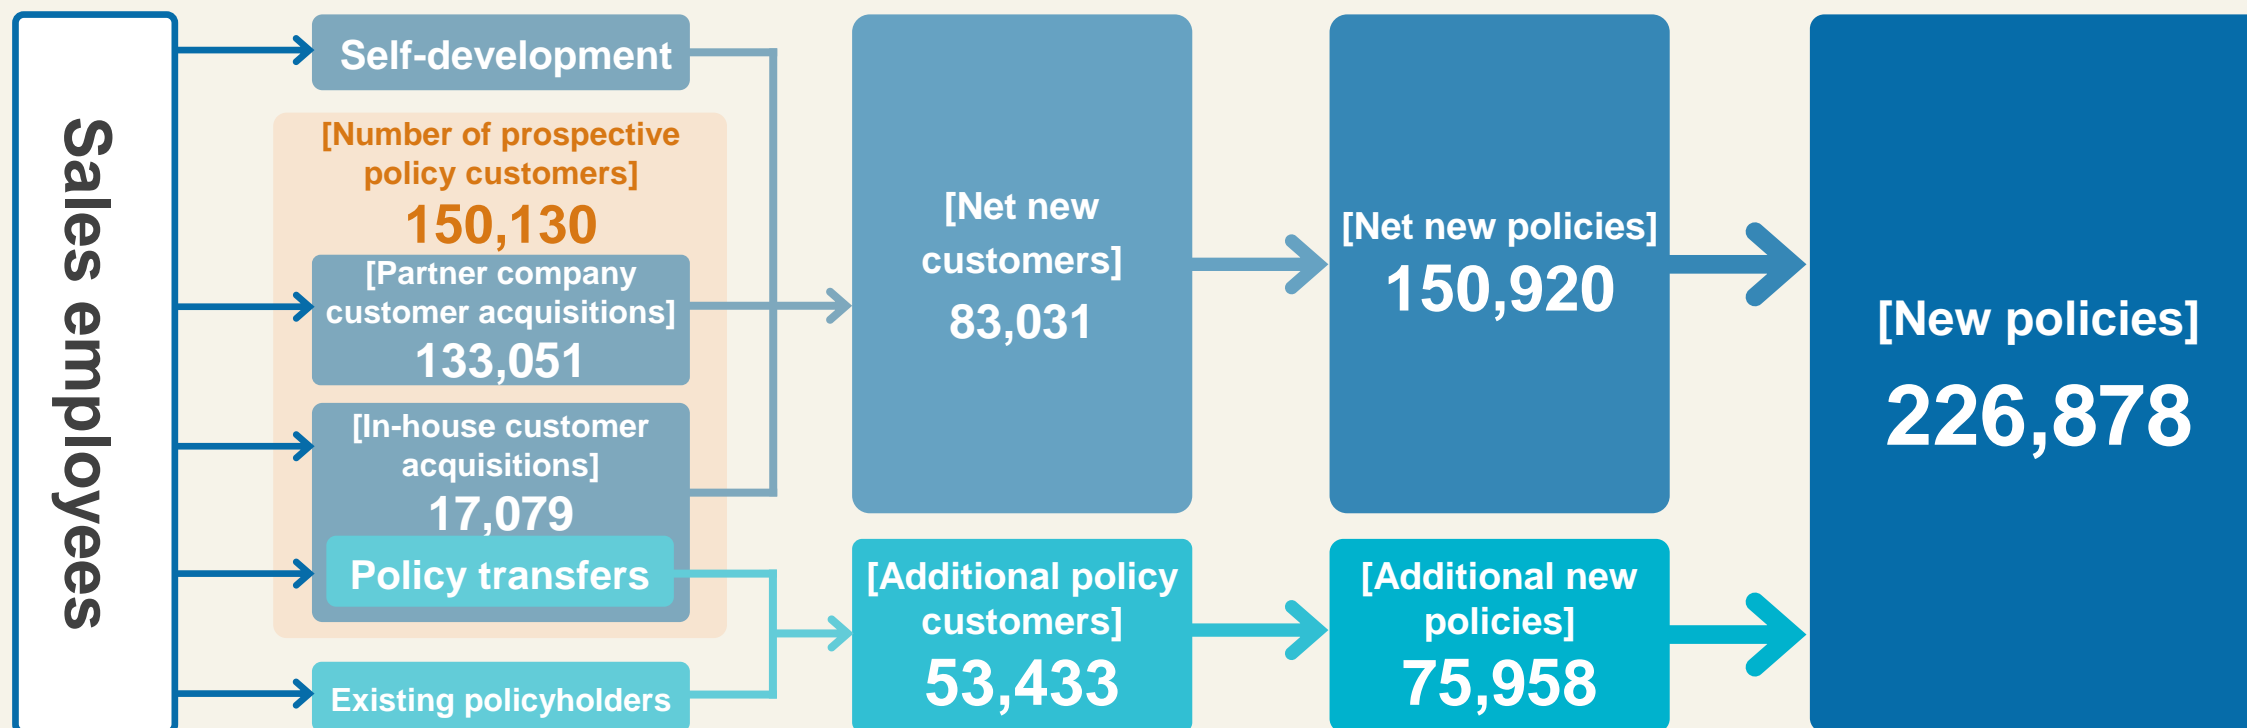 Sales employees
Self-development
[Number of prospective
policy customers]
150,130
[Partner company
customer acquisitions]
133,051
[In-house customer
acquisitions]
17,079
Policy transfers
Existing policyholders
[Net new
customers]
83,031
[Additional policy
customers]
53,433
[Net new policies]
150,920
[Additional new
policies]
75,958
[New policies]
226,878